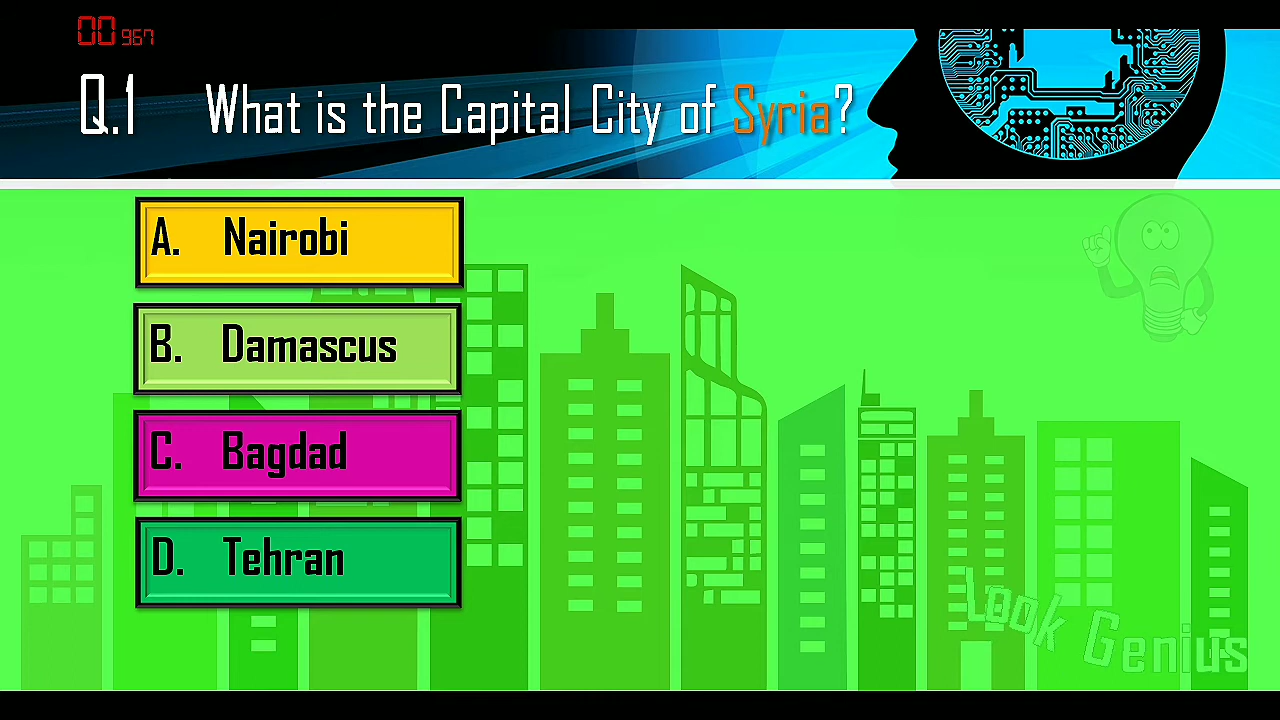 00 967
Q.1 What is the Capital City of Syria?
A. Nairobi
B. Damascus
C. Bagdad
D. Tehran
Look Genius